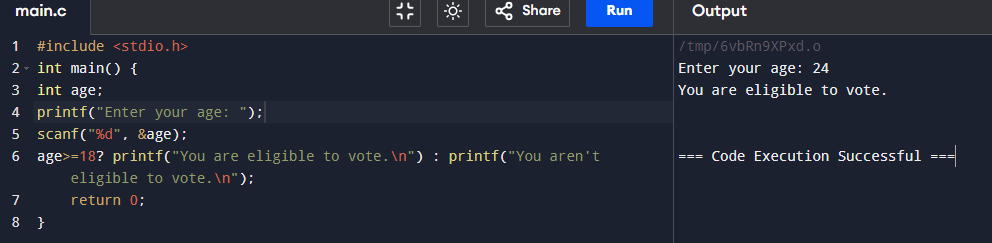 main.c Share Run Output
1 #include <stdio.h>
2 int main() {
3 int age;
4 printf("Enter your age: ");
5 scanf("%d", &age);
6 age>=18? printf("You are eligible to vote.\n") : printf("You aren't
eligible to vote.\n");
7 return 0;
8 }
/tmp/6vbRn9XPxd.o
Enter your age: 24
You are eligible to vote.
=== Code Execution Successful ===